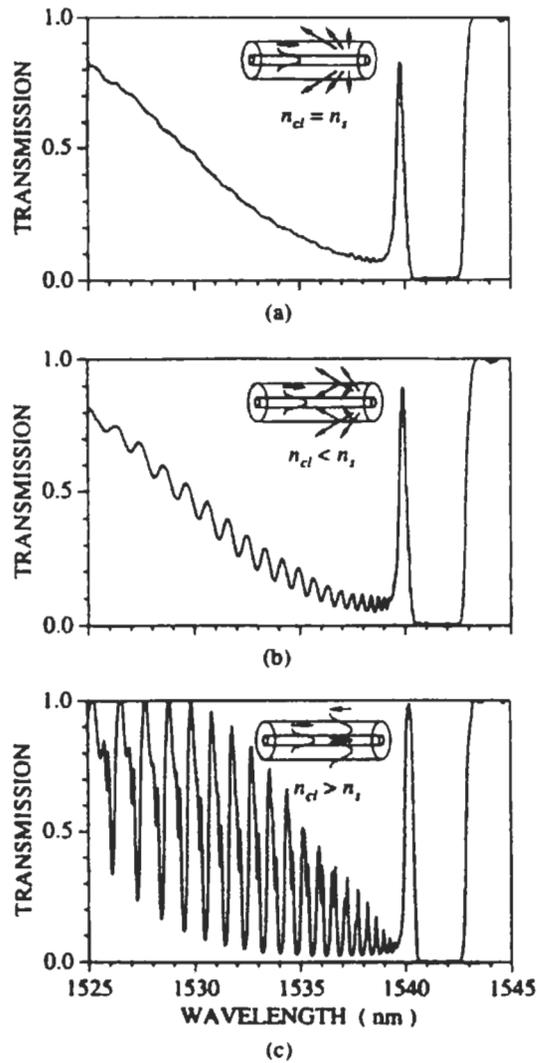 1.0
TRANSMISSION
0.5
0.0
n_cl = n_s
(a)
1.0
TRANSMISSION
0.5
0.0
n_cl < n_s
(b)
1.0
TRANSMISSION
0.5
0.0
n_cl > n_s
1525 1530 1535 1540 1545
WAVELENGTH ( nm )
(c)